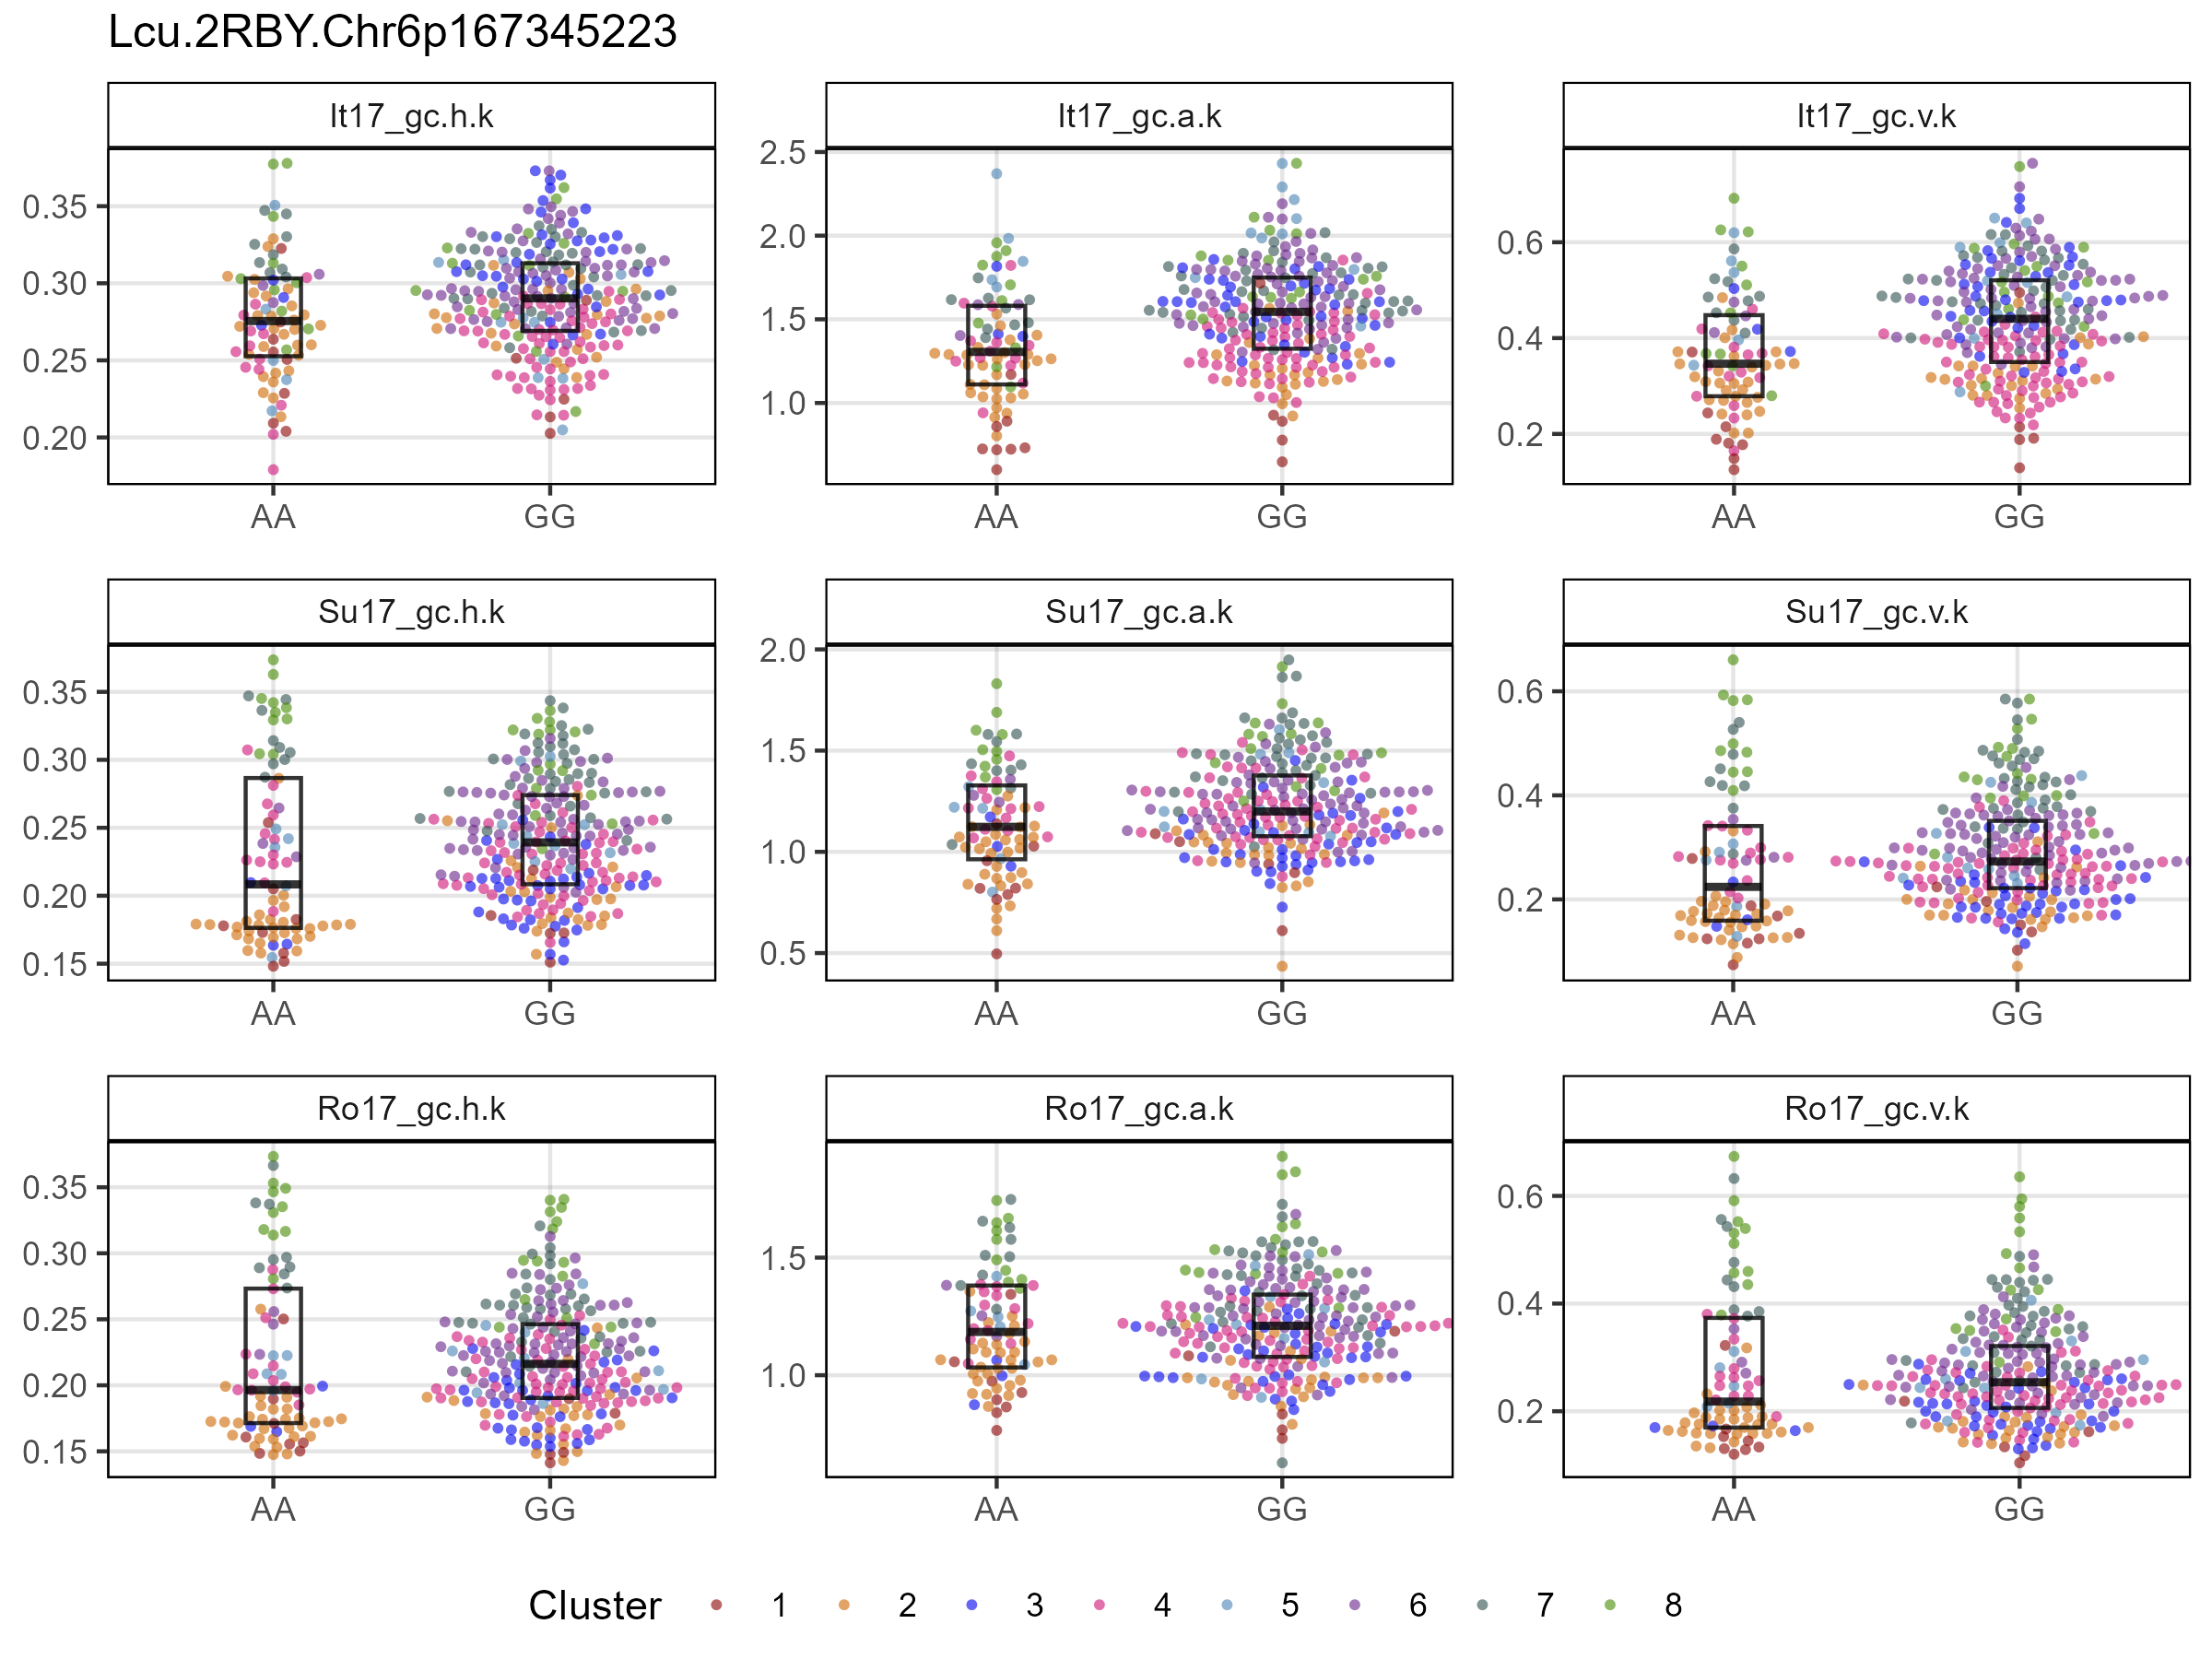 Lcu.2RBY.Chr6p167345223
It17_gc.h.k
It17_gc.a.k
It17_gc.v.k
0.35
0.30
0.25
0.20
2.5
2.0
1.5
1.0
0.6
0.4
0.2
AA GG
AA GG
AA GG
Su17_gc.h.k
Su17_gc.a.k
Su17_gc.v.k
0.35
0.30
0.25
0.20
0.15
2.0
1.5
1.0
0.5
0.6
0.4
0.2
AA GG
AA GG
AA GG
Ro17_gc.h.k
Ro17_gc.a.k
Ro17_gc.v.k
0.35
0.30
0.25
0.20
0.15
1.5
1.0
0.6
0.4
0.2
AA GG
AA GG
AA GG
Cluster 1 2 3 4 5 6 7 8